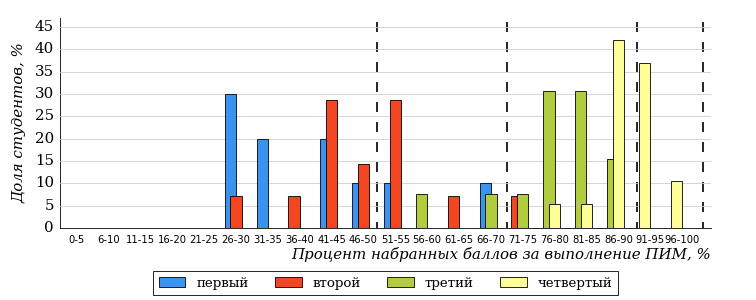 45
40
35
30
25
20
15
10
5
0
Доля студентов, %
0-5 6-10 11-15 16-20 21-25 26-30 31-35 36-40 41-45 46-50 51-55 56-60 61-65 66-70 71-75 76-80 81-85 86-90 91-95 96-100
Процент набранных баллов за выполнение ПИМ, %
первый второй третий четвертый